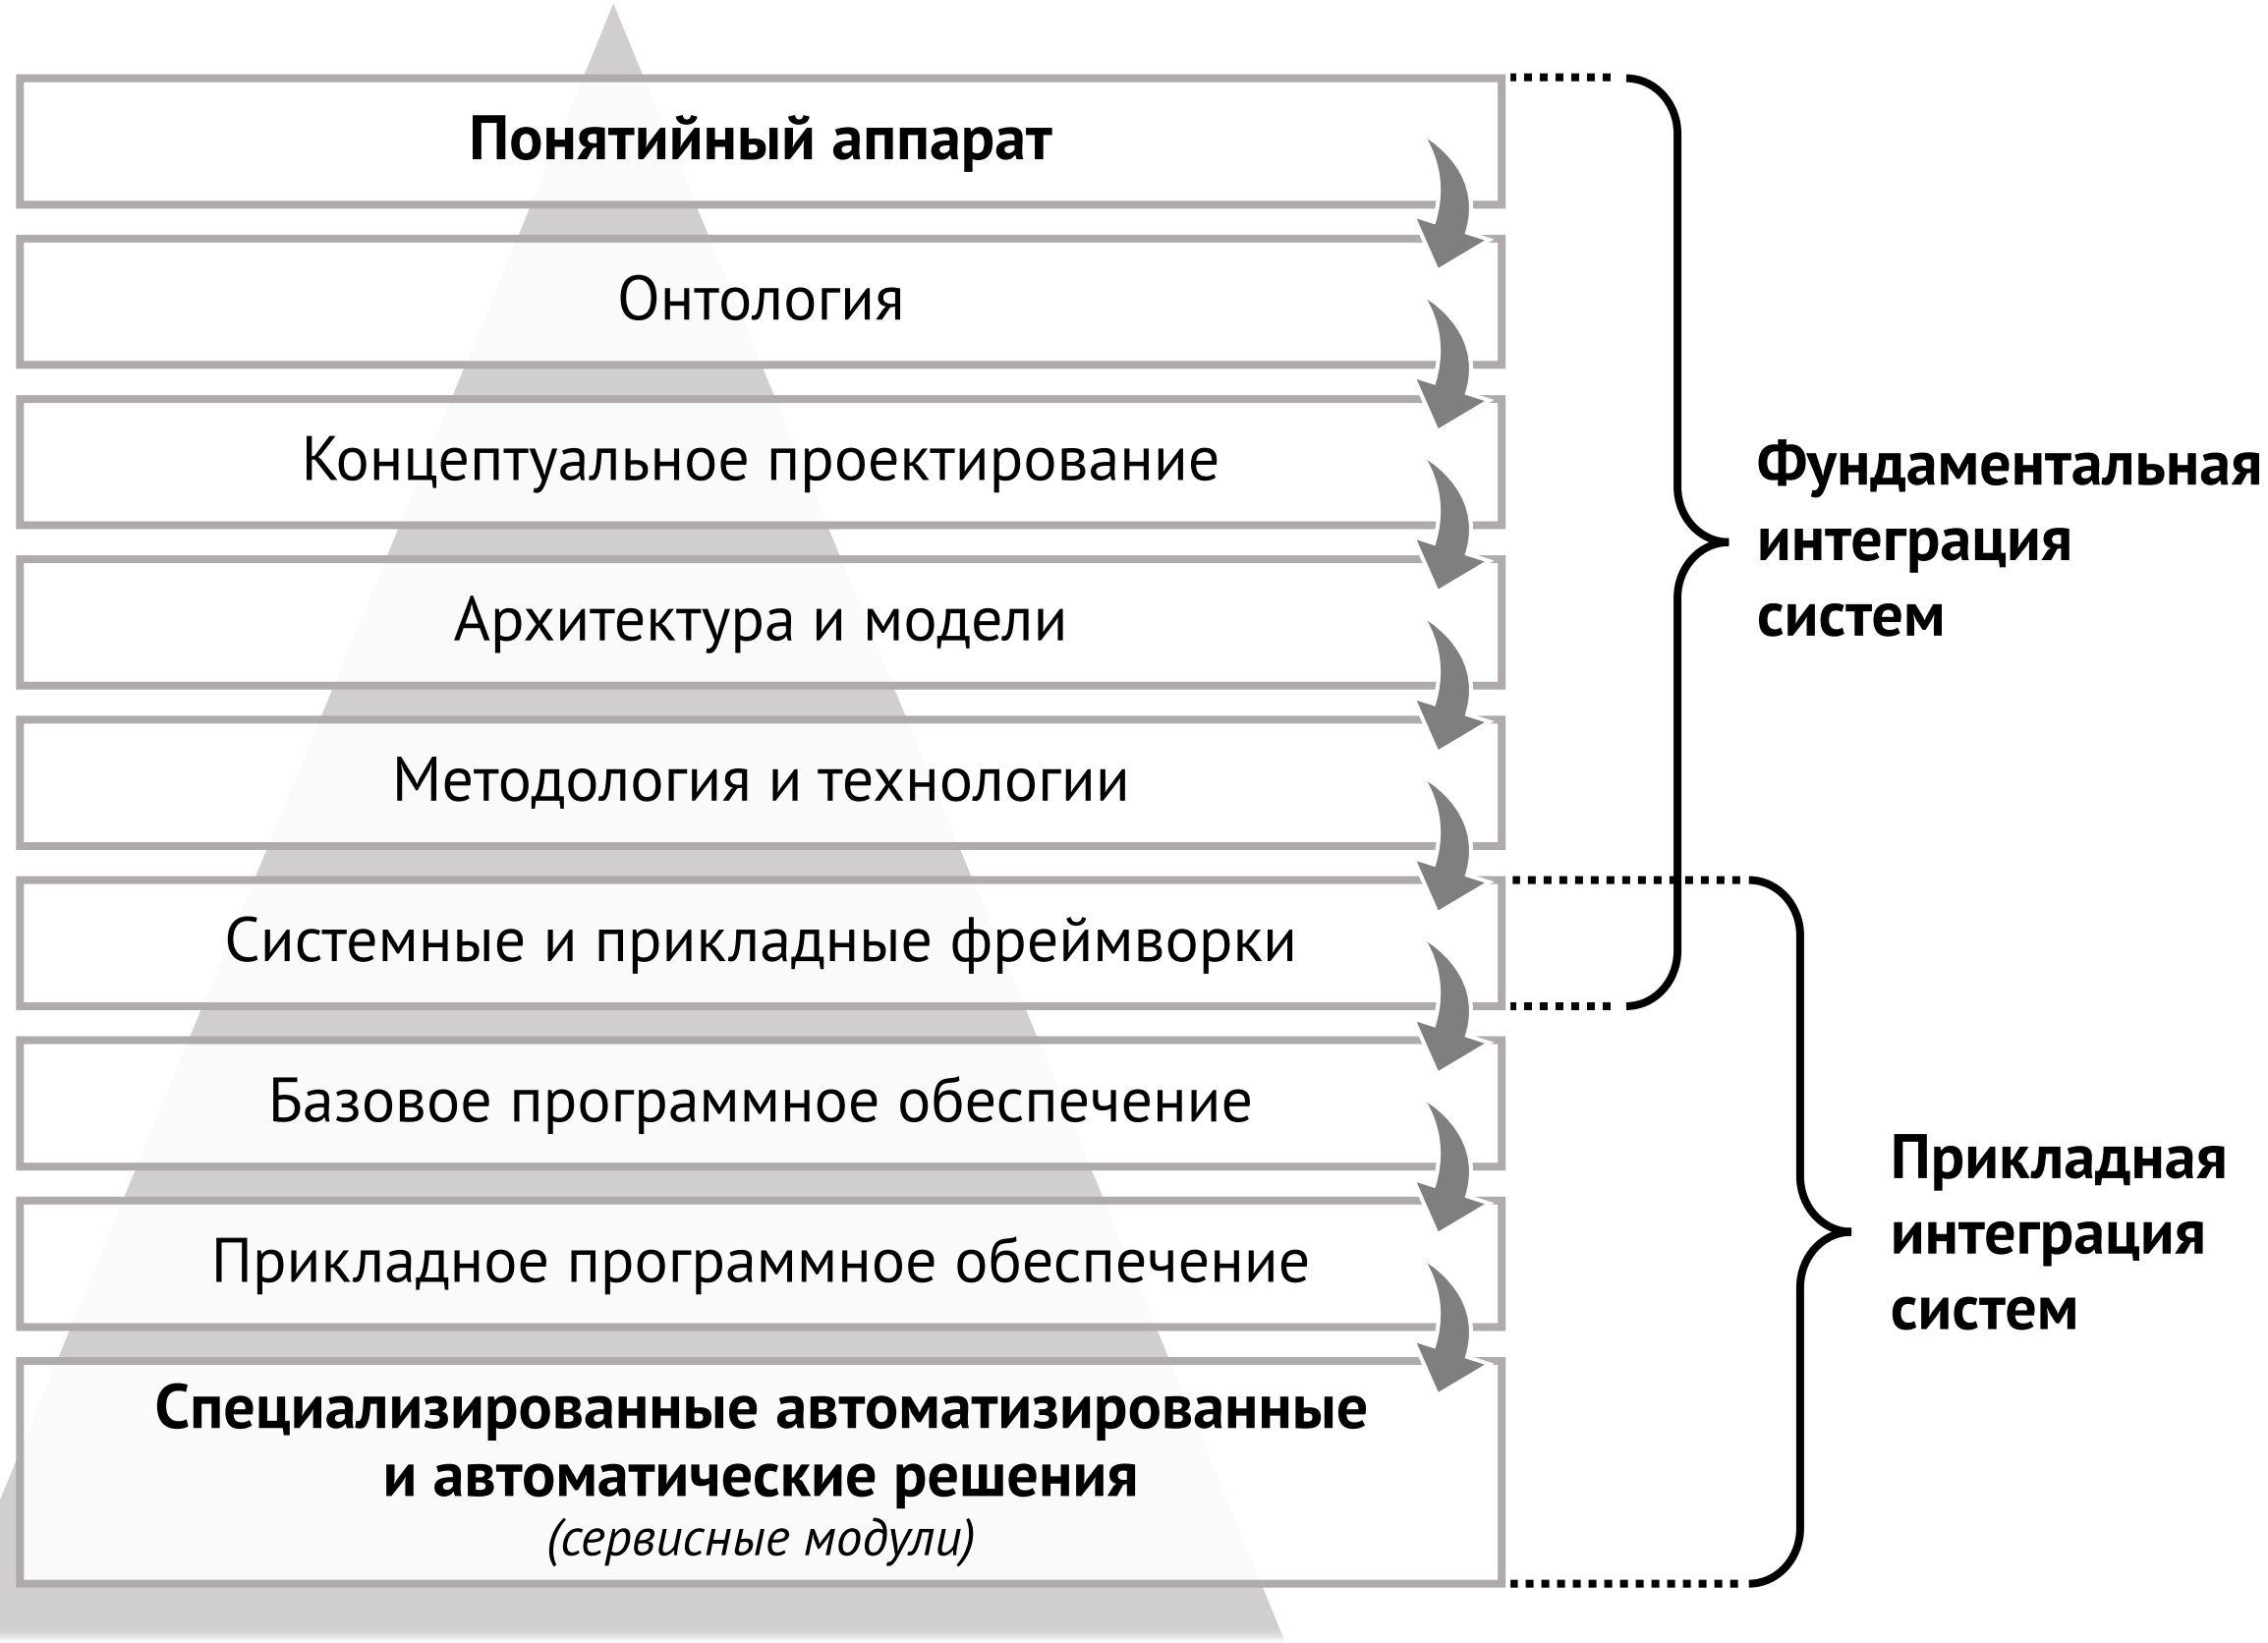 Понятийный аппарат
Онтология
Концептуальное проектирование
Архитектура и модели
Методология и технологии
Системные и прикладные фреймворки
Базовое программное обеспечение
Прикладное программное обеспечение
Специализированные автоматизированные
и автоматические решения
(сервисные модули)
Фундаментальная
интеграция
систем
Прикладная
интеграция
систем